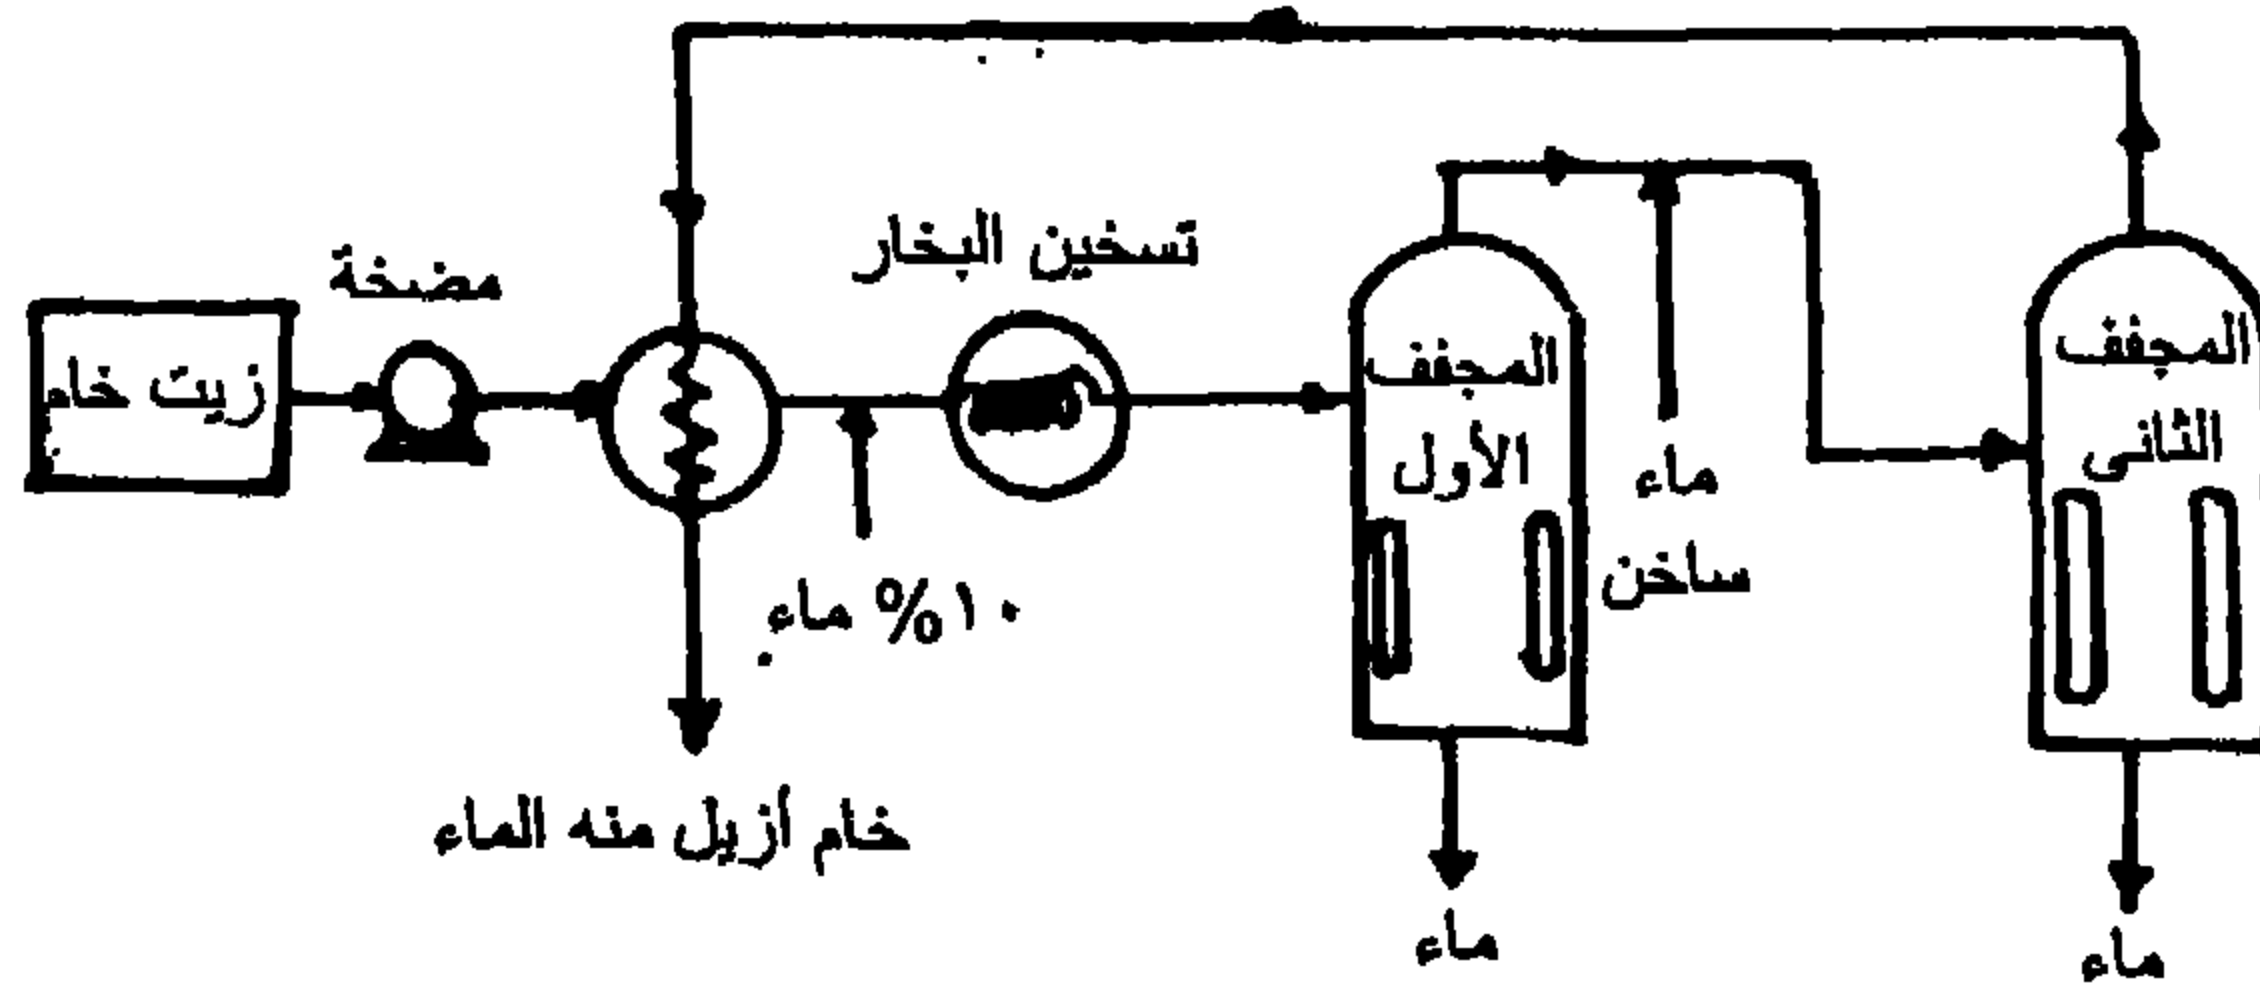 مضخة
تسخين البخار
زيت خام
المجفف
الأول
المجفف
الثانى
ماء
ساخن
١٠% ماء
خام أزيل منه الماء
ماء
ماء